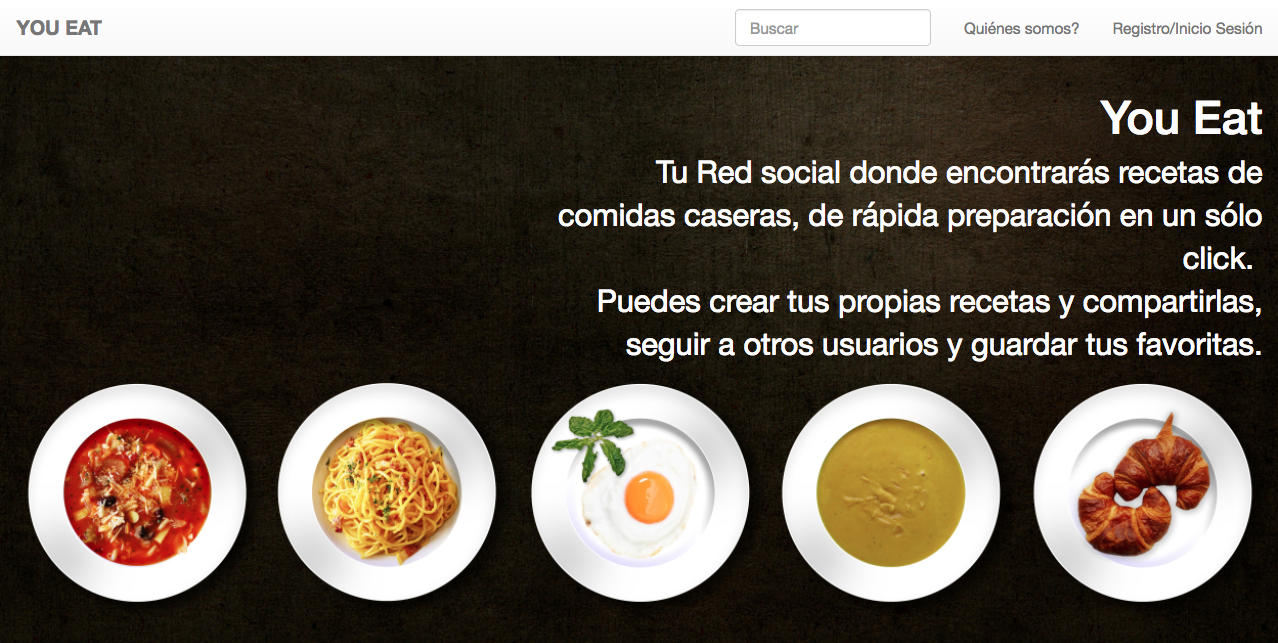 YOU EAT
Buscar
Quiénes somos?
Registro/Inicio Sesión
You Eat
Tu Red social donde encontrarás recetas de
comidas caseras, de rápida preparación en un sólo
click.
Puedes crear tus propias recetas y compartirlas,
seguir a otros usuarios y guardar tus favoritas.